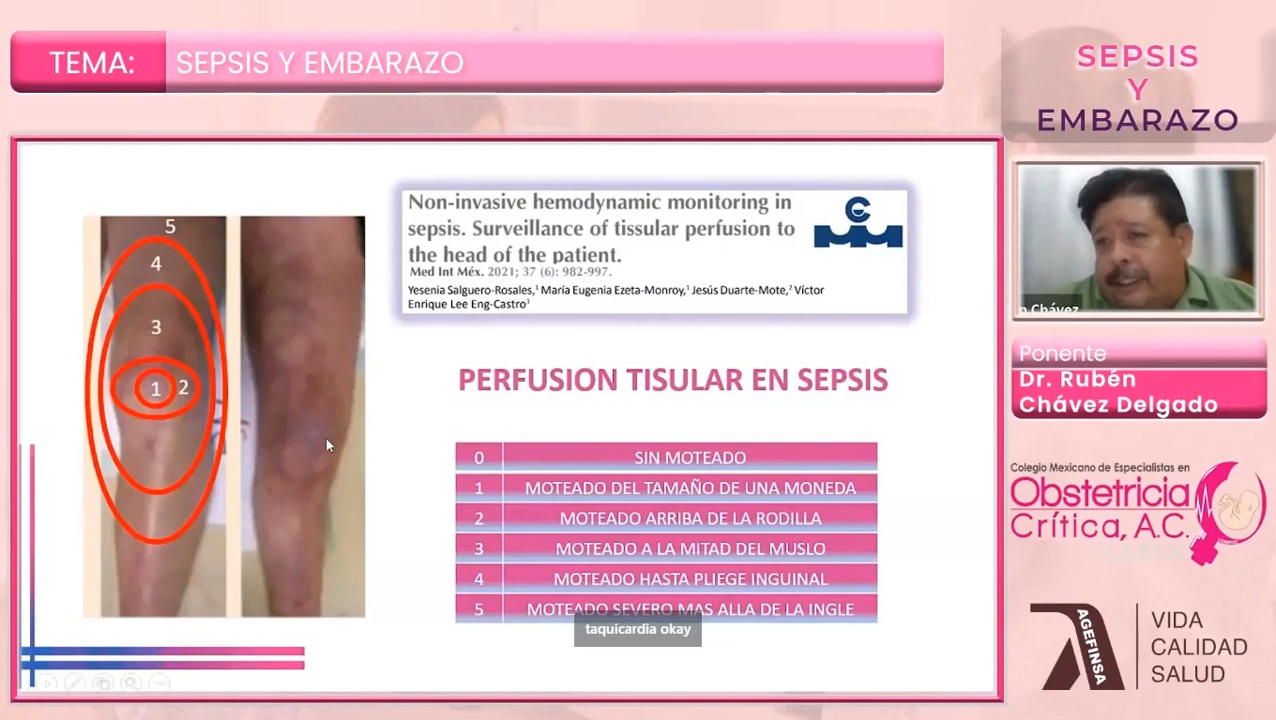 TEMA: SEPSIS Y EMBARAZO
SEPSIS
Y
EMBARAZO
5
4
3
1 2
Non-invasive hemodynamic monitoring in
sepsis. Surveillance of tissular perfusion to
the head of the patient.
Med Int Méx. 2021; 37 (6): 982-997.
Yesenia Salguero-Rosales,¹ María Eugenia Ezeta-Monroy,¹ Jesús Duarte-Mote,² Víctor
Enrique Lee Eng-Castro³
PERFUSION TISULAR EN SEPSIS
0 SIN MOTEADO
1 MOTEADO DEL TAMAÑO DE UNA MONEDA
2 MOTEADO ARRIBA DE LA RODILLA
3 MOTEADO A LA MITAD DEL MUSLO
4 MOTEADO HASTA PLIEGE INGUINAL
5 MOTEADO SEVERO MAS ALLA DE LA INGLE
taquicardia okay
Chávez
Ponente
Dr. Rubén
Chávez Delgado
Colegio Mexicano de Especialistas en
Obstetricia
Crítica, A.C.
AGEFINSA
VIDA
CALIDAD
SALUD